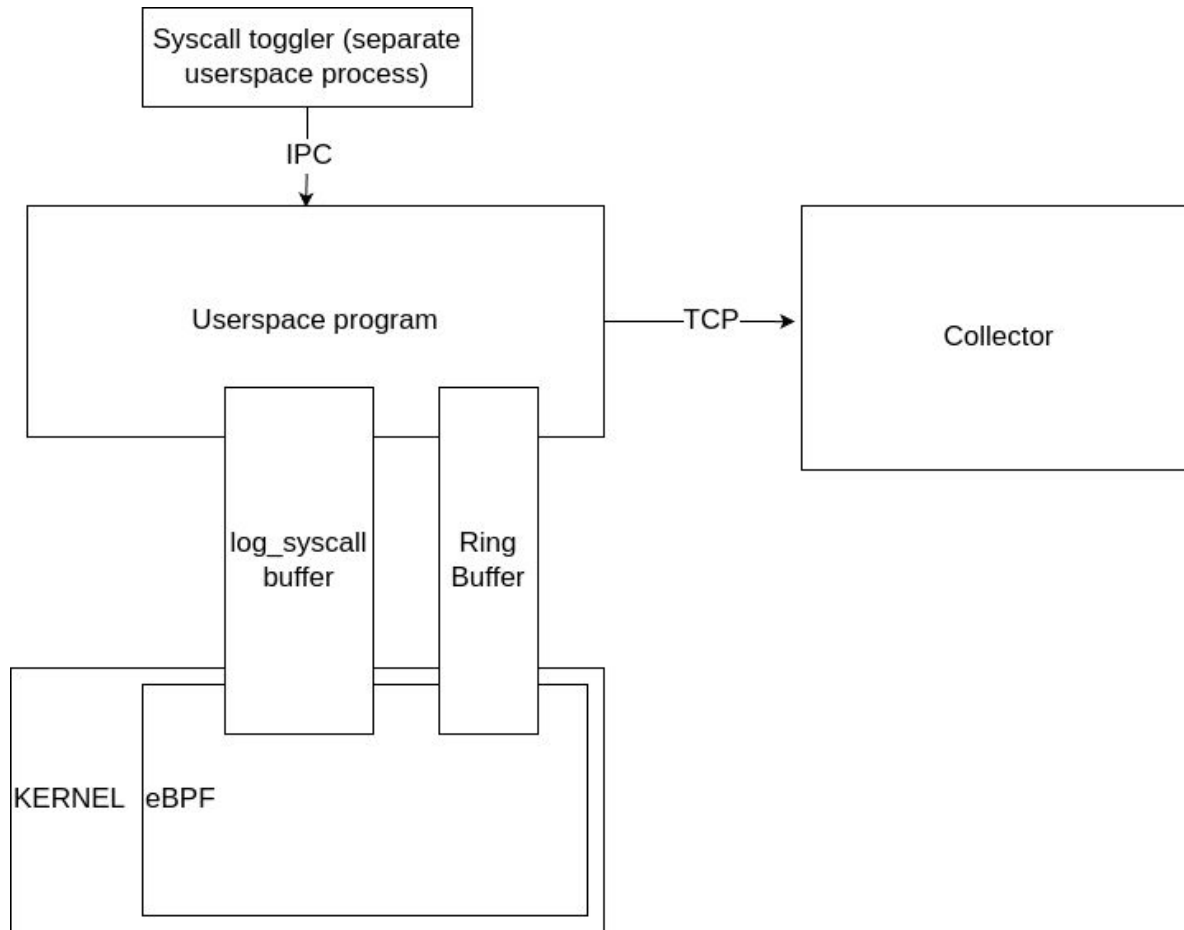 Syscall toggler (separate
userspace process)
IPC
Userspace program
TCP
Collector
log_syscall
buffer
Ring
Buffer
KERNEL
eBPF